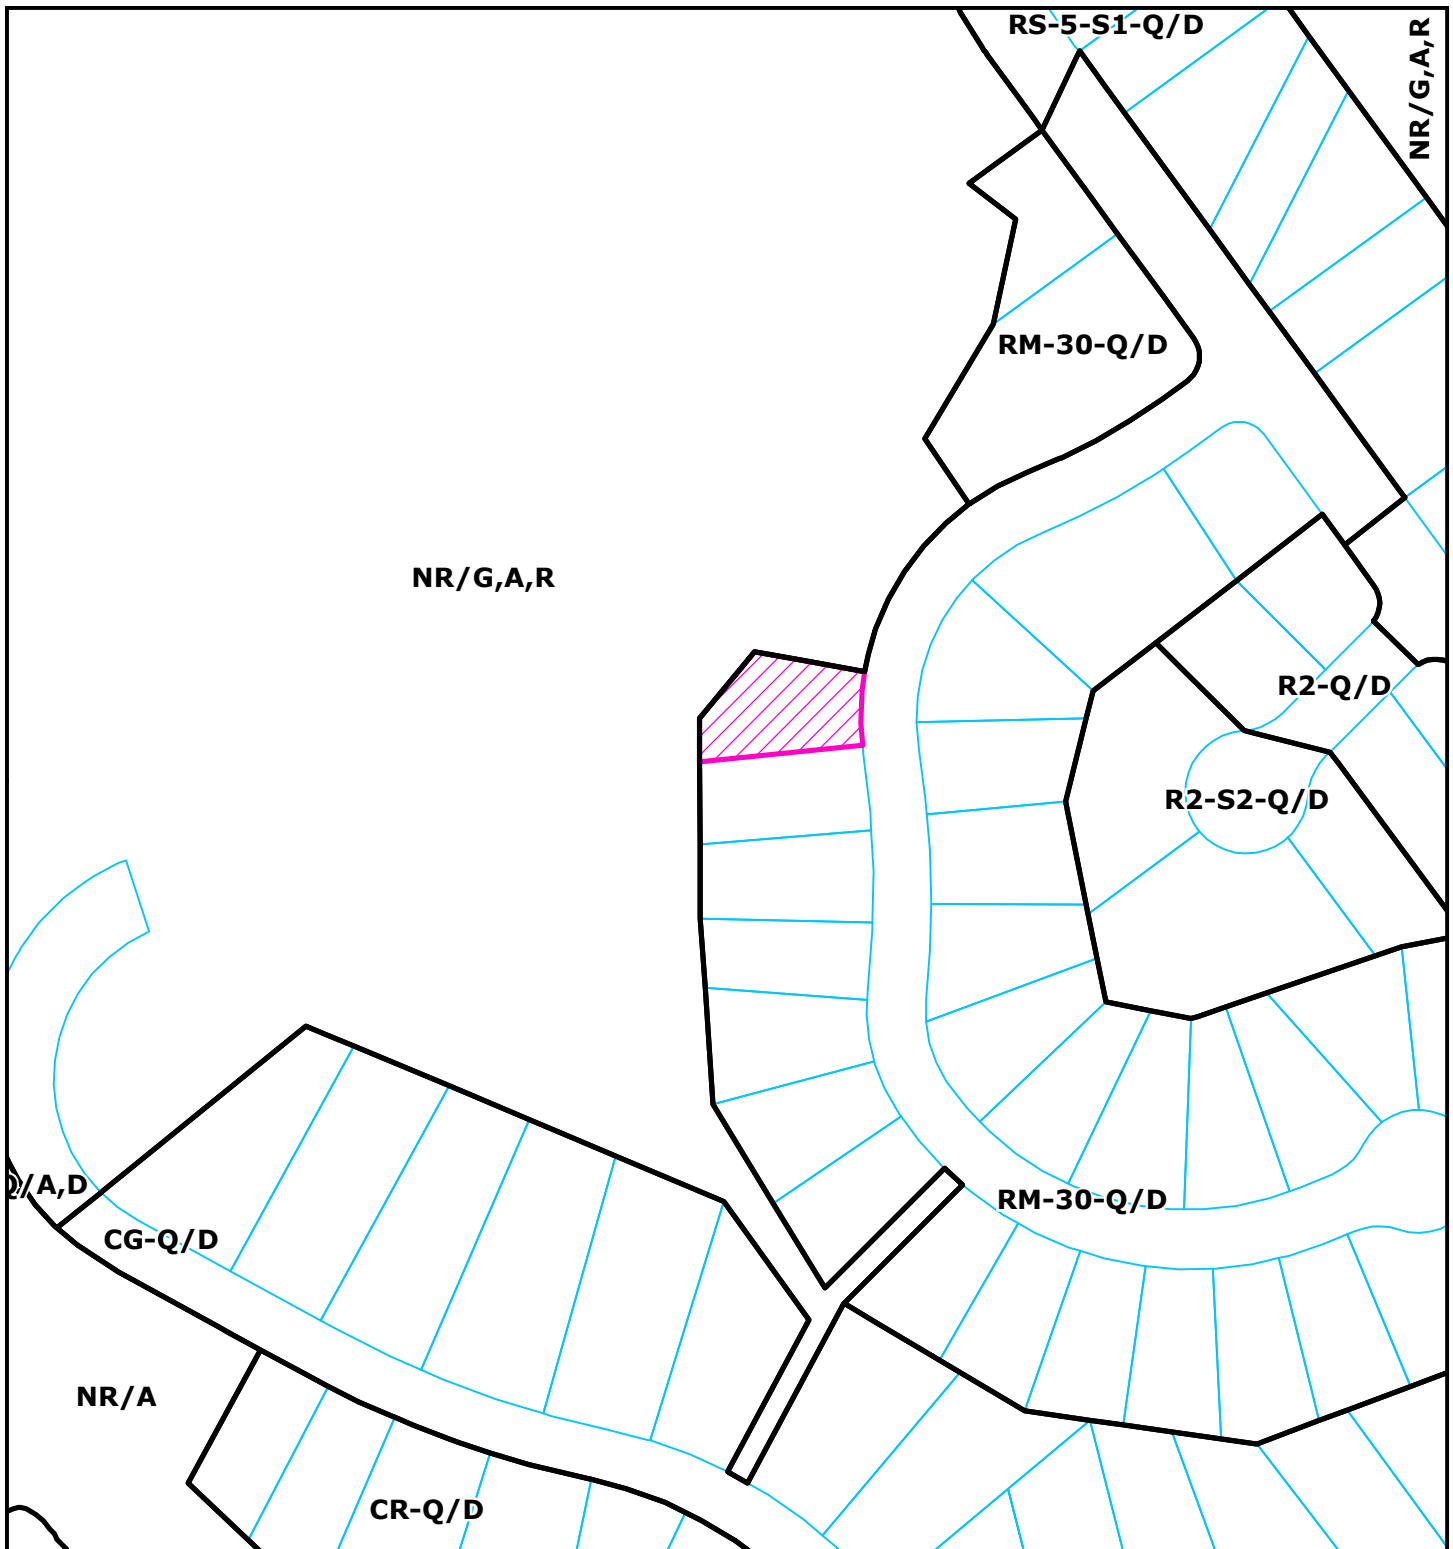 RS-5-S1-Q/D
NR/G,A,R
RM-30-Q/D
NR/G,A,R
R2-Q/D
R2-S2-Q/D
Q/A,D
RM-30-Q/D
CG-Q/D
NR/A
CR-Q/D